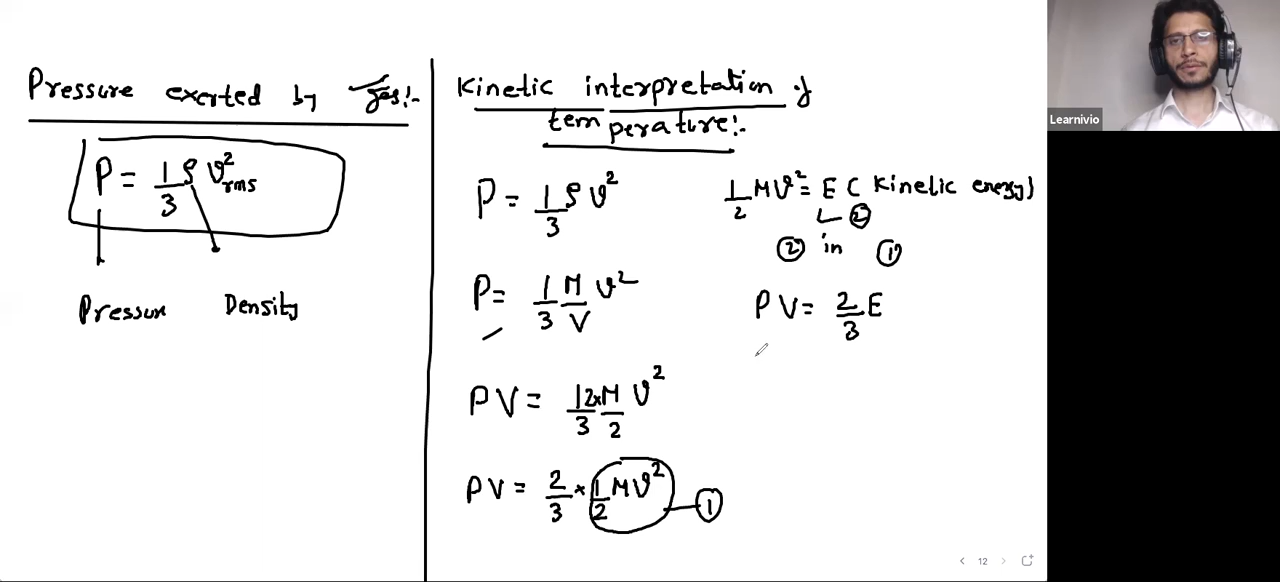 Pressure exerted by gas:-
P = 1/3 ρ v²rms
Pressure
Density
Kinetic interpretation of
temperature:-
P = 1/3 ρ v²
P = 1/3 M/V v²
PV = 1/3 2× M/2 v²
PV = 2/3 × 1/2 Mv² — ①
1/2 Mv² = E (Kinetic energy)
②
② in ①
PV = 2/3 E
Learnivio
12